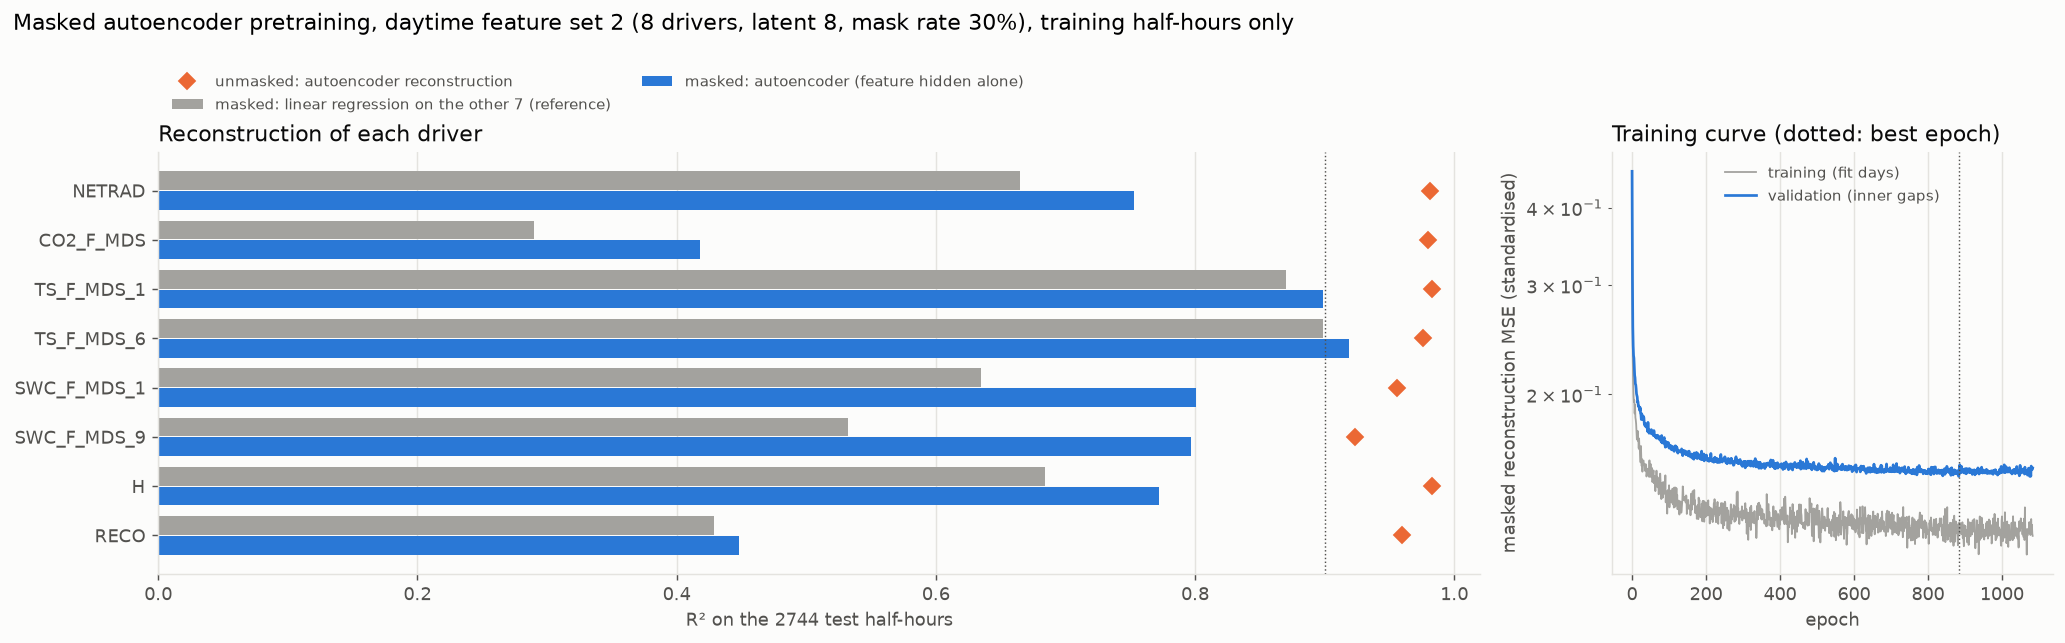 Masked autoencoder pretraining, daytime feature set 2 (8 drivers, latent 8, mask rate 30%), training half-hours only
unmasked: autoencoder reconstruction
masked: autoencoder (feature hidden alone)
masked: linear regression on the other 7 (reference)
Reconstruction of each driver
NETRAD
CO2_F_MDS
TS_F_MDS_1
TS_F_MDS_6
SWC_F_MDS_1
SWC_F_MDS_9
H
RECO
0.0 0.2 0.4 0.6 0.8 1.0
R² on the 2744 test half-hours
Training curve (dotted: best epoch)
training (fit days)
validation (inner gaps)
masked reconstruction MSE (standardised)
4 × 10⁻¹
3 × 10⁻¹
2 × 10⁻¹
0 200 400 600 800 1000
epoch